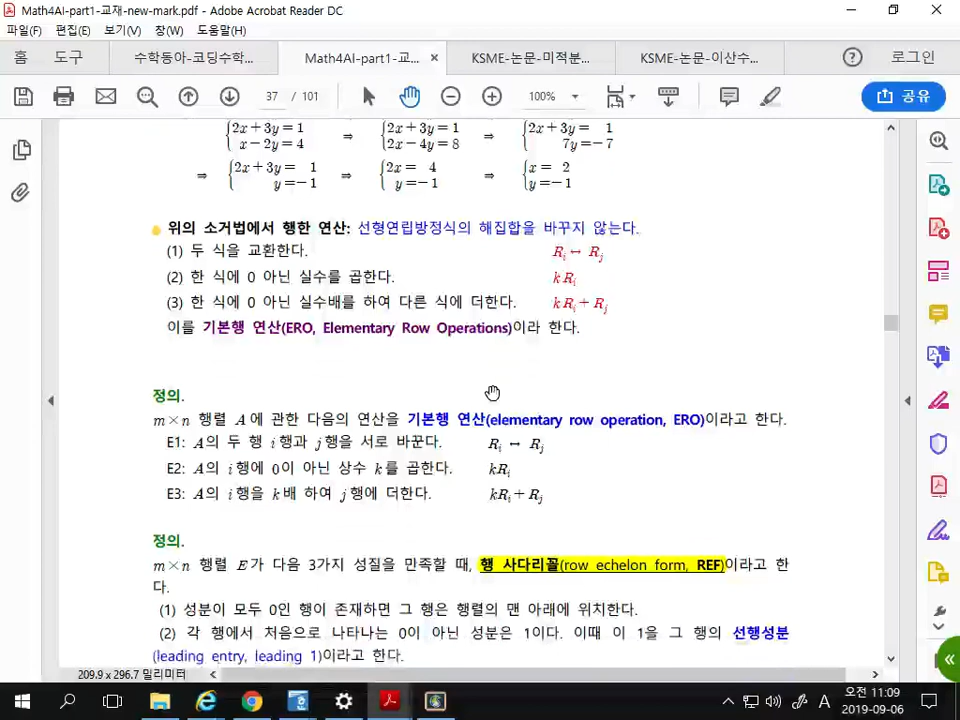 Math4AI-part1-교재-new-mark.pdf - Adobe Acrobat Reader DC
파일(F) 편집(E) 보기(V) 창(W) 도움말(H)
홈 도구 수학동아-코딩수학... Math4AI-part1-교... × KSME-논문-미적분... KSME-논문-이산수... 로그인
37 / 101 100% 공유
2x+3y=1 ⇒ 2x+3y=1 ⇒ 2x+3y= 1
x-2y=4 2x-4y=8 7y=-7
⇒ 2x+3y= 1 ⇒ 2x= 4 ⇒ x= 2
y=-1 y=-1 y=-1
위의 소거법에서 행한 연산: 선형연립방정식의 해집합을 바꾸지 않는다.
(1) 두 식을 교환한다. Ri ↔ Rj
(2) 한 식에 0 아닌 실수를 곱한다. kRi
(3) 한 식에 0 아닌 실수배를 하여 다른 식에 더한다. kRi+Rj
이를 기본행 연산(ERO, Elementary Row Operations)이라 한다.
정의.
m×n 행렬 A에 관한 다음의 연산을 기본행 연산(elementary row operation, ERO)이라고 한다.
E1: A의 두 행 i행과 j행을 서로 바꾼다. Ri ↔ Rj
E2: A의 i행에 0이 아닌 상수 k를 곱한다. kRi
E3: A의 i행을 k배 하여 j행에 더한다. kRi+Rj
정의.
m×n 행렬 E가 다음 3가지 성질을 만족할 때, 행 사다리꼴(row echelon form, REF)이라고 한
다.
(1) 성분이 모두 0인 행이 존재하면 그 행은 행렬의 맨 아래에 위치한다.
(2) 각 행에서 처음으로 나타나는 0이 아닌 성분은 1이다. 이때 이 1을 그 행의 선행성분
(leading entry, leading 1)이라고 한다.
209.9 x 296.7 밀리미터
A 오전 11:09
2019-09-06